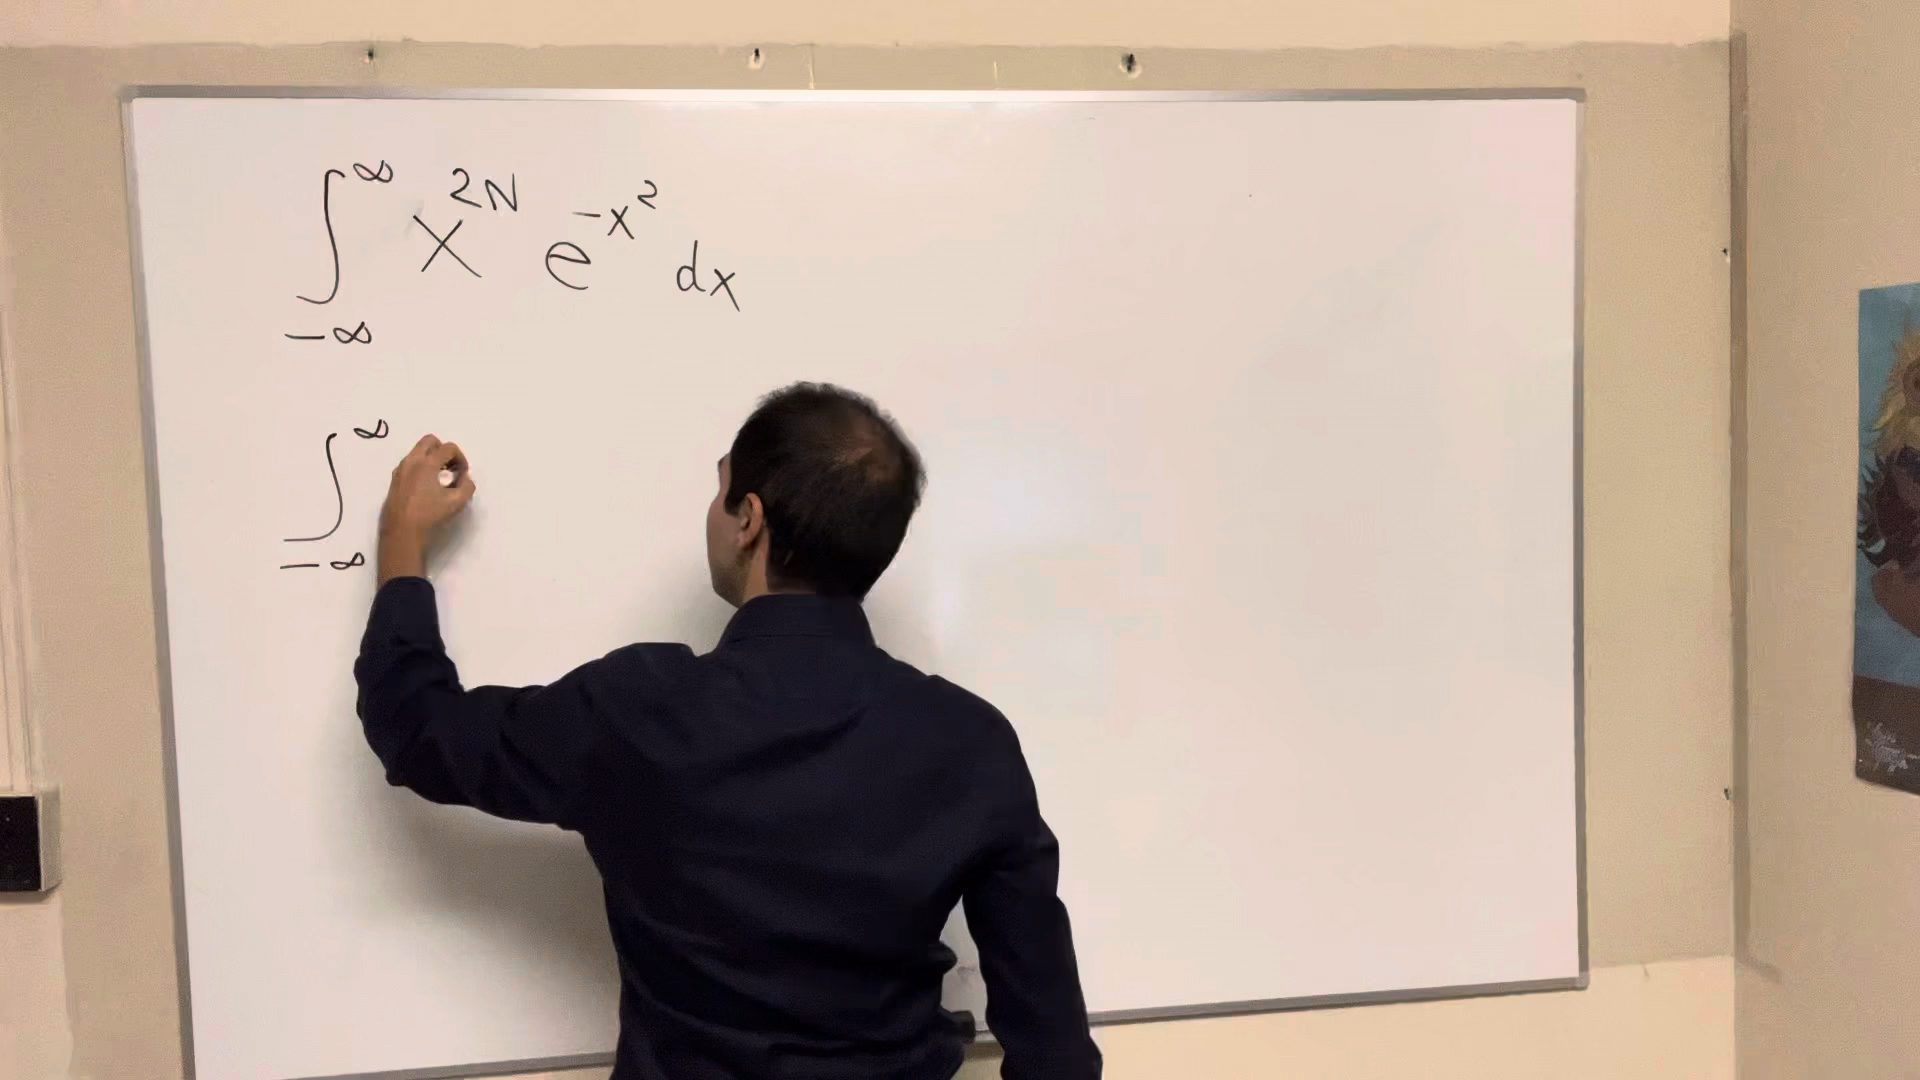 ∫_{-∞}^{∞} x^{2N} e^{-x^2} dx
∫_{-∞}^{∞}